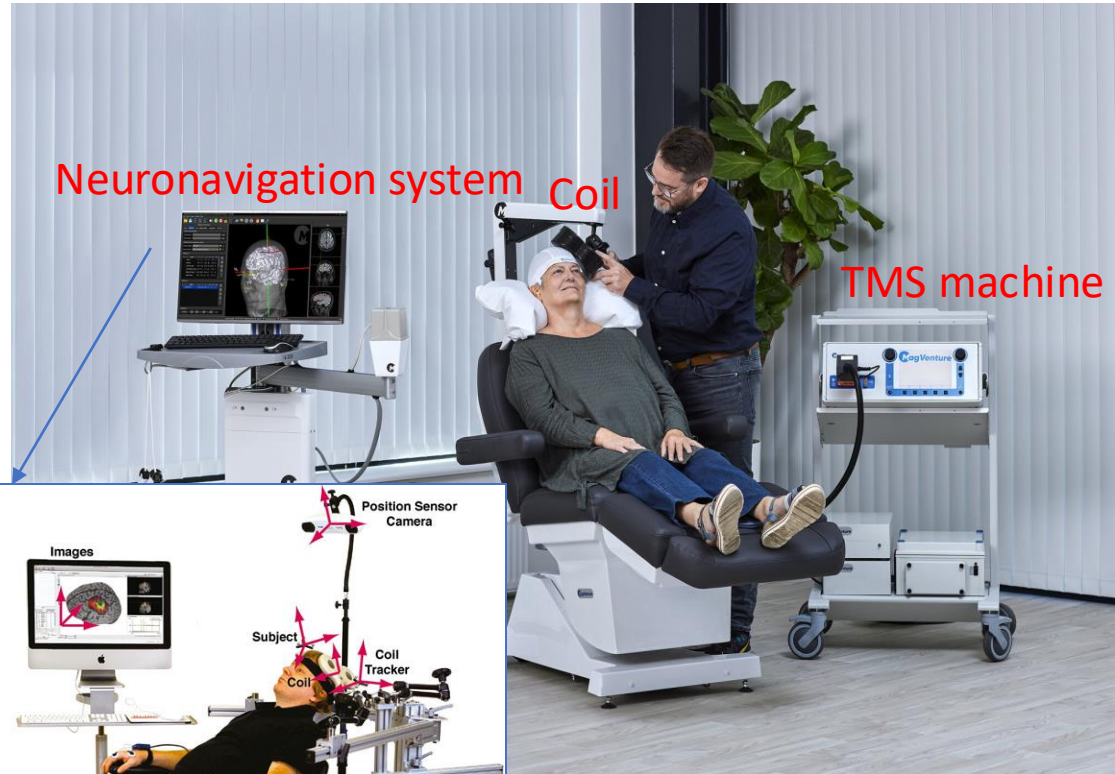 Neuronavigation system
Coil
TMS machine
MagVenture
Position Sensor
Camera
Images
Subject
Coil
Tracker
Coil